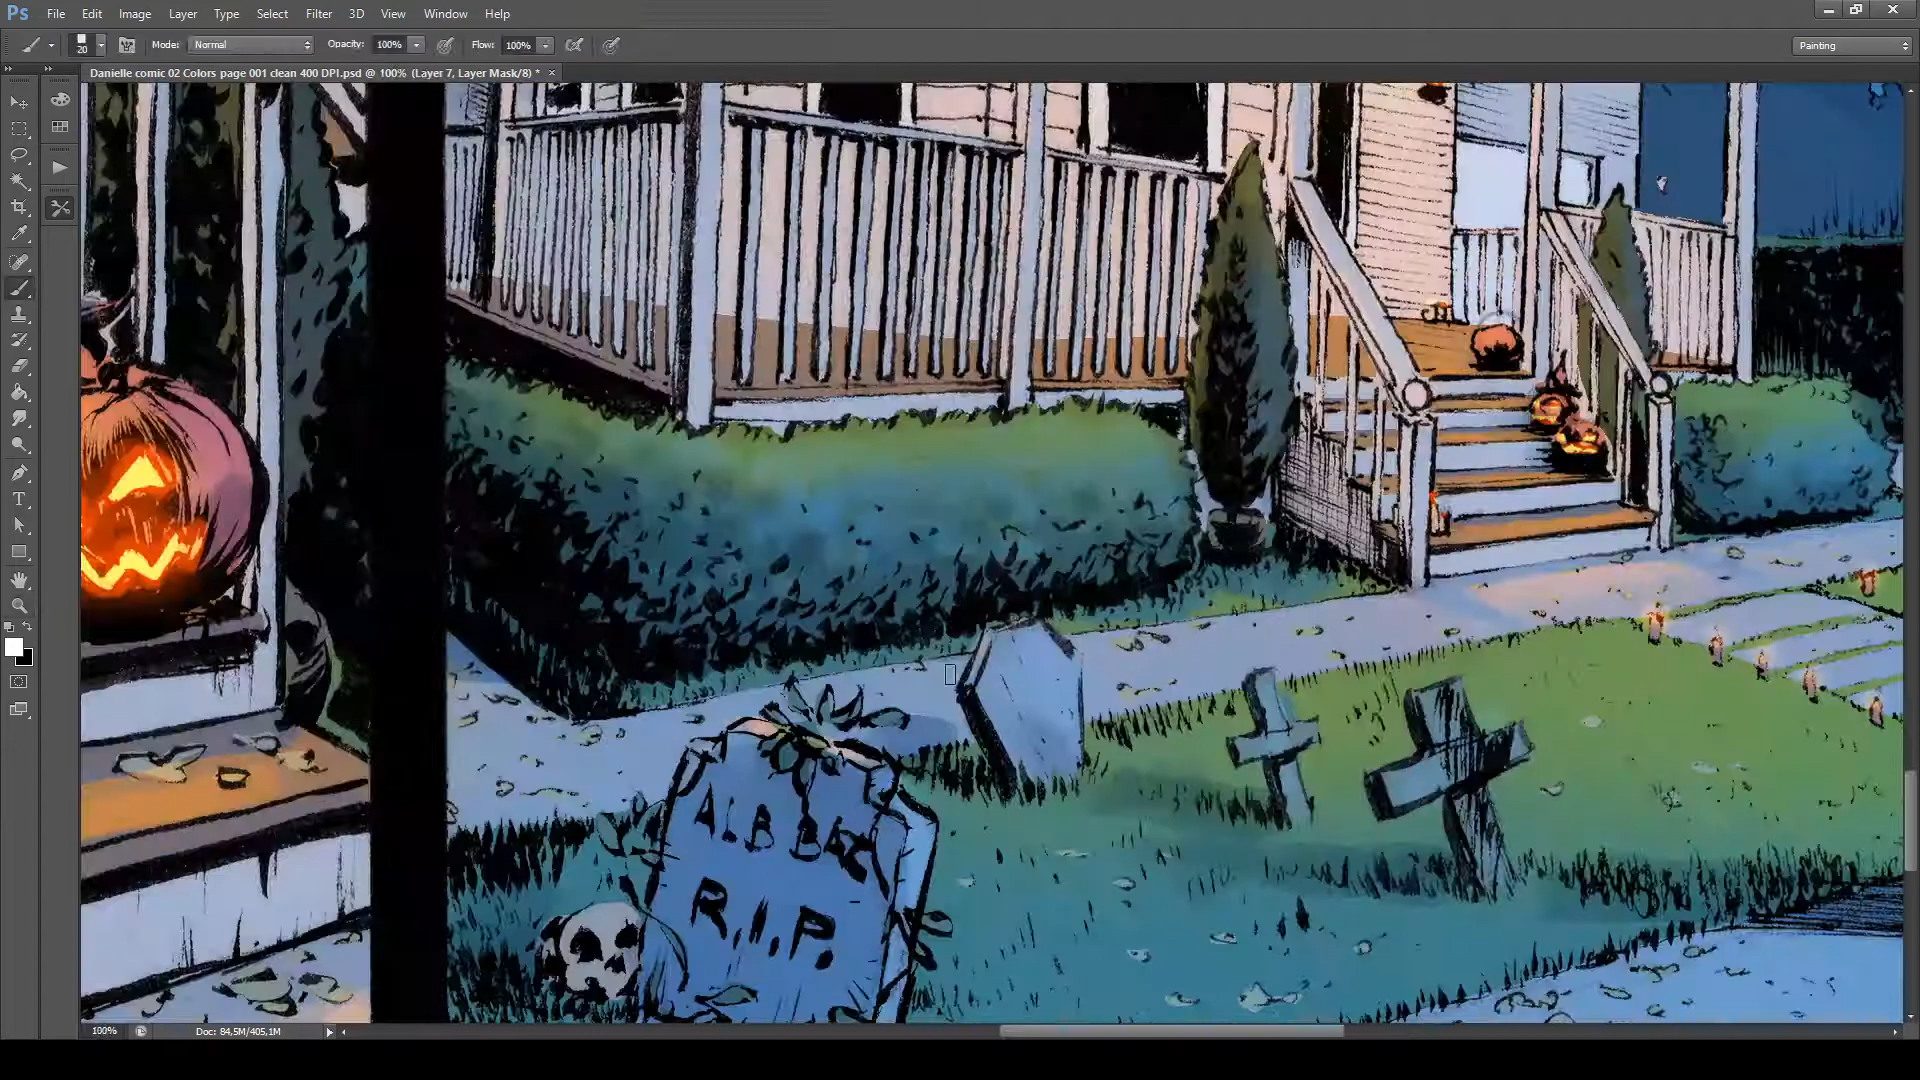 Ps File Edit Image Layer Type Select Filter 3D View Window Help
20 Mode: Normal Opacity: 100% Flow: 100% Painting
Danielle comic 02 Colors page 001 clean 400 DPI.psd @ 100% (Layer 7, Layer Mask/8) *
R.I.P.
100% Doc: 84,5M/405,1M